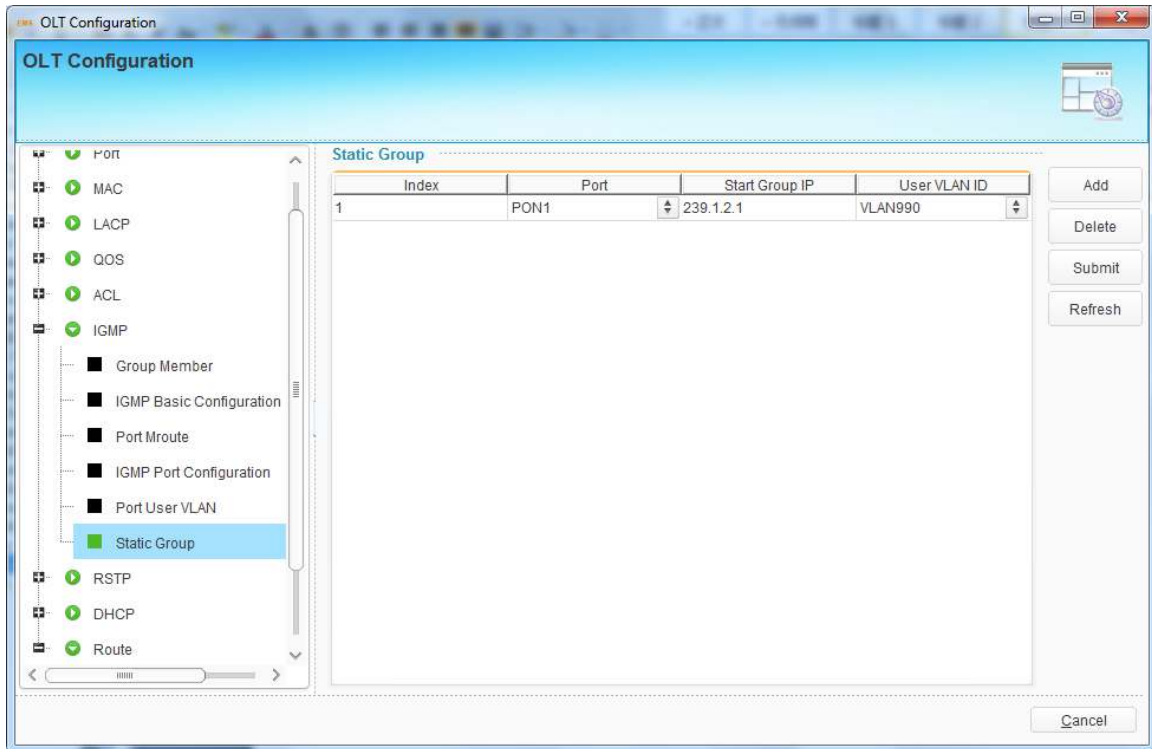 OLT Configuration
OLT Configuration
Port
MAC
LACP
QOS
ACL
IGMP
Group Member
IGMP Basic Configuration
Port Mroute
IGMP Port Configuration
Port User VLAN
Static Group
RSTP
DHCP
Route
Static Group
Index Port Start Group IP User VLAN ID
1 PON1 239.1.2.1 VLAN990
Add
Delete
Submit
Refresh
Cancel